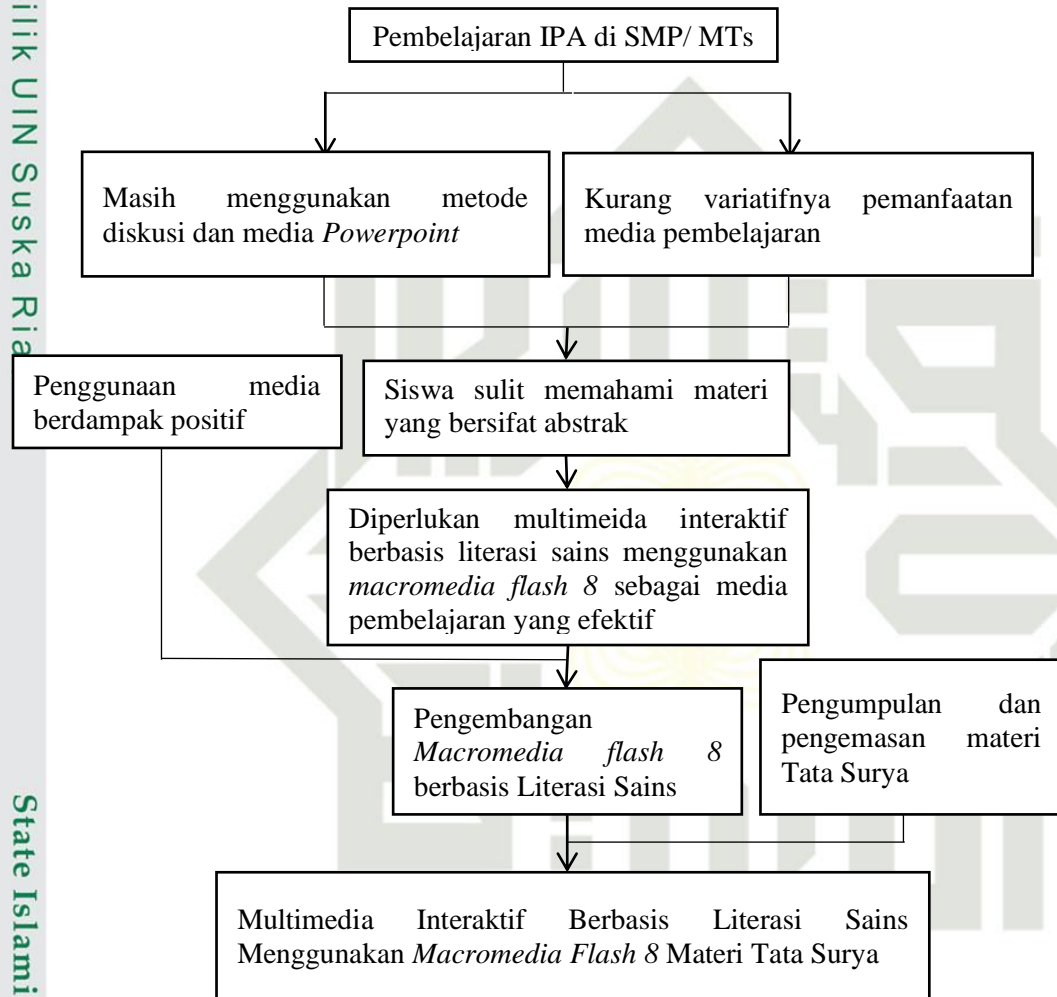 Pembelajaran IPA di SMP/ MTs
Masih menggunakan metode
diskusi dan media Powerpoint
Kurang variatifnya pemanfaatan
media pembelajaran
Penggunaan media
berdampak positif
Siswa sulit memahami materi
yang bersifat abstrak
Diperlukan multimeida interaktif
berbasis literasi sains menggunakan
macromedia flash 8 sebagai media
pembelajaran yang efektif
Pengembangan
Macromedia flash 8
berbasis Literasi Sains
Pengumpulan dan
pengemasan materi
Tata Surya
Multimedia Interaktif Berbasis Literasi Sains
Menggunakan Macromedia Flash 8 Materi Tata Surya
UIN Suska
State Islami